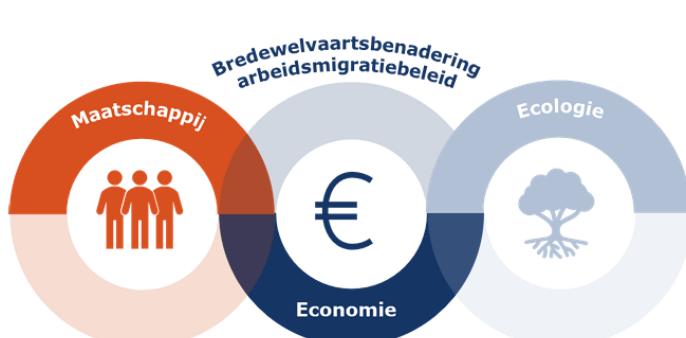 Bredewelvaartsbenadering
arbeidsmigratiebeleid
Maatschappij
Ecologie
€
Economie